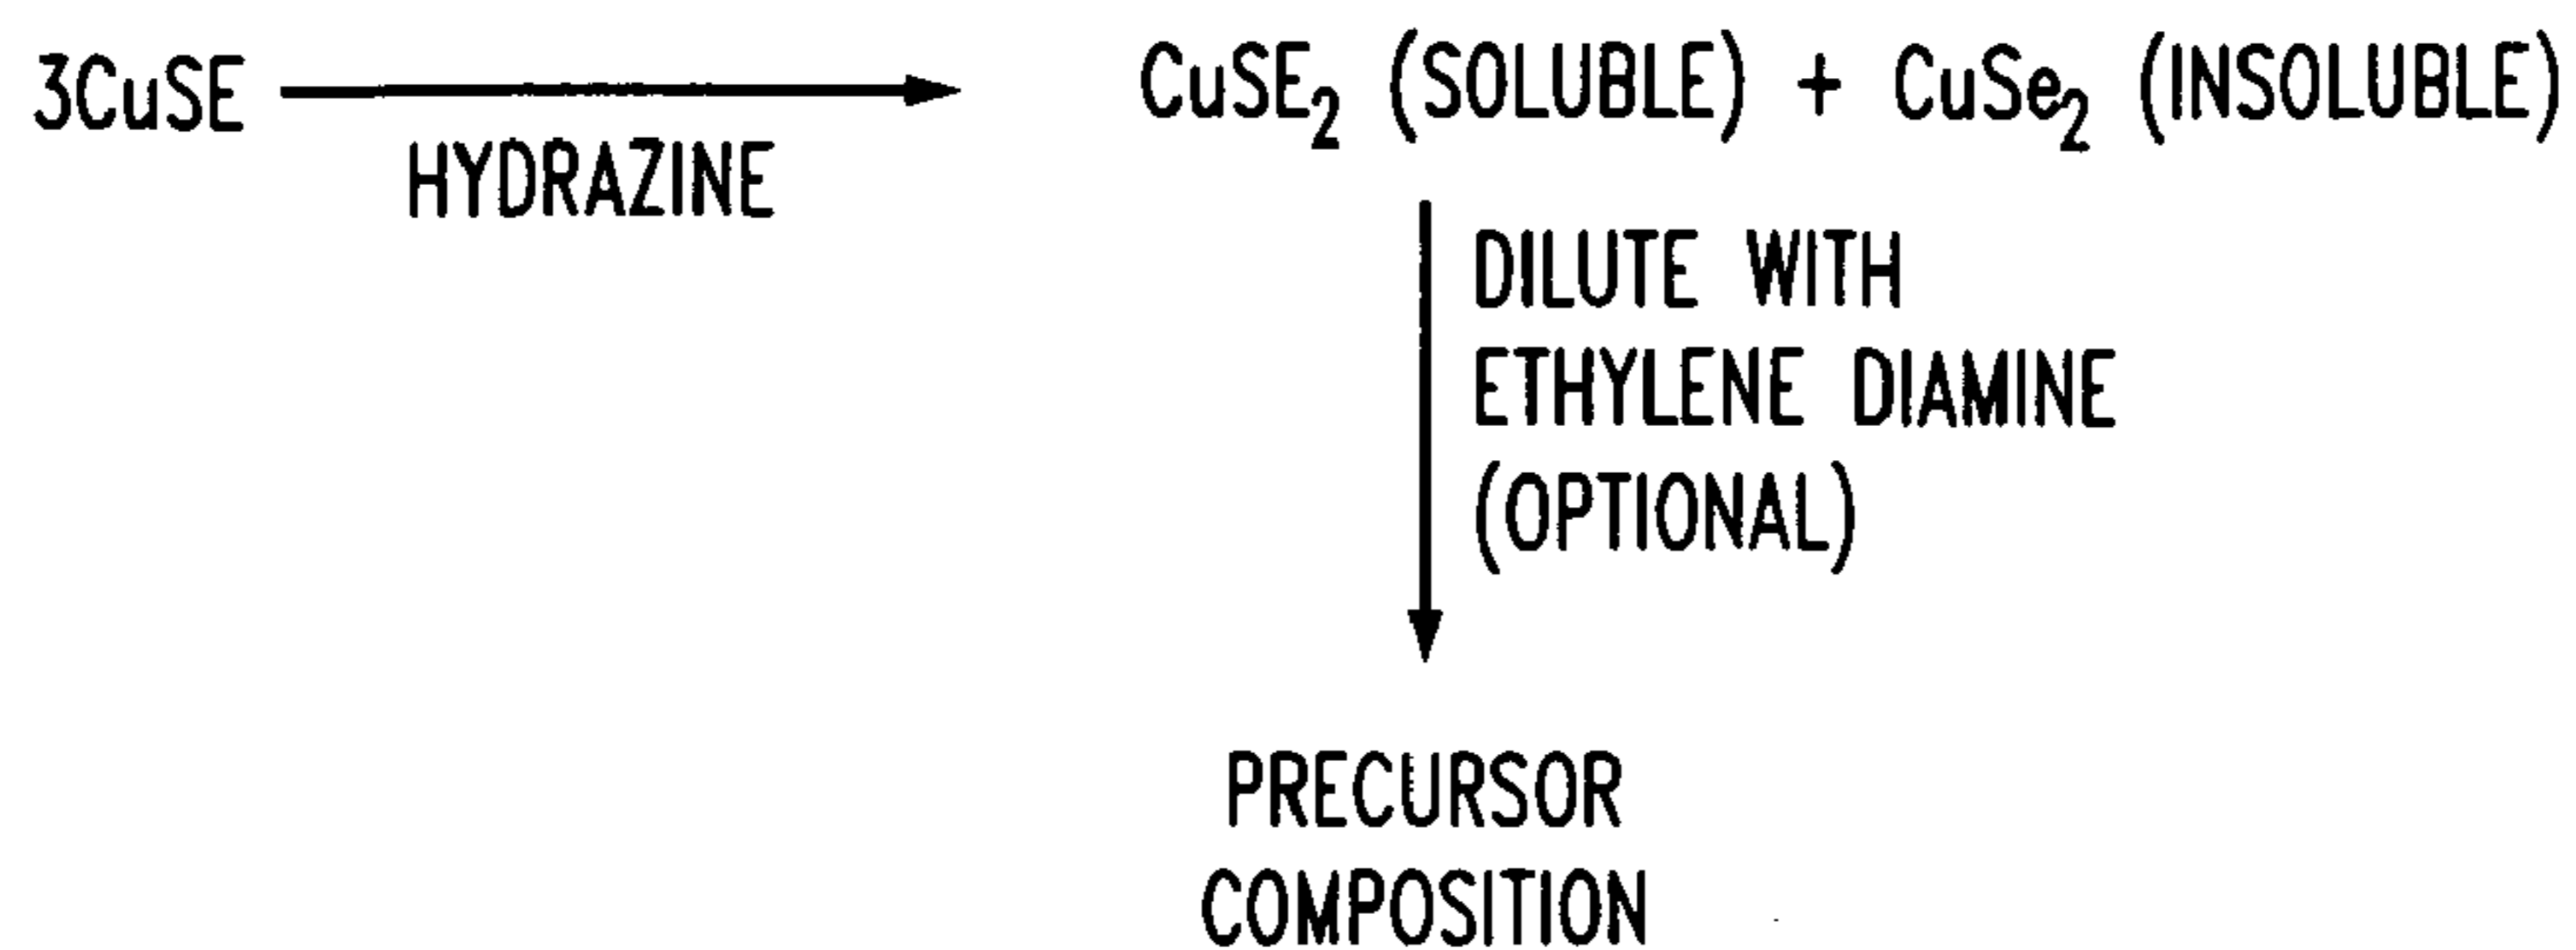 3CuSE CuSE₂ (SOLUBLE) + CuSe₂ (INSOLUBLE)
HYDRAZINE
DILUTE WITH
ETHYLENE DIAMINE
(OPTIONAL)
PRECURSOR
COMPOSITION